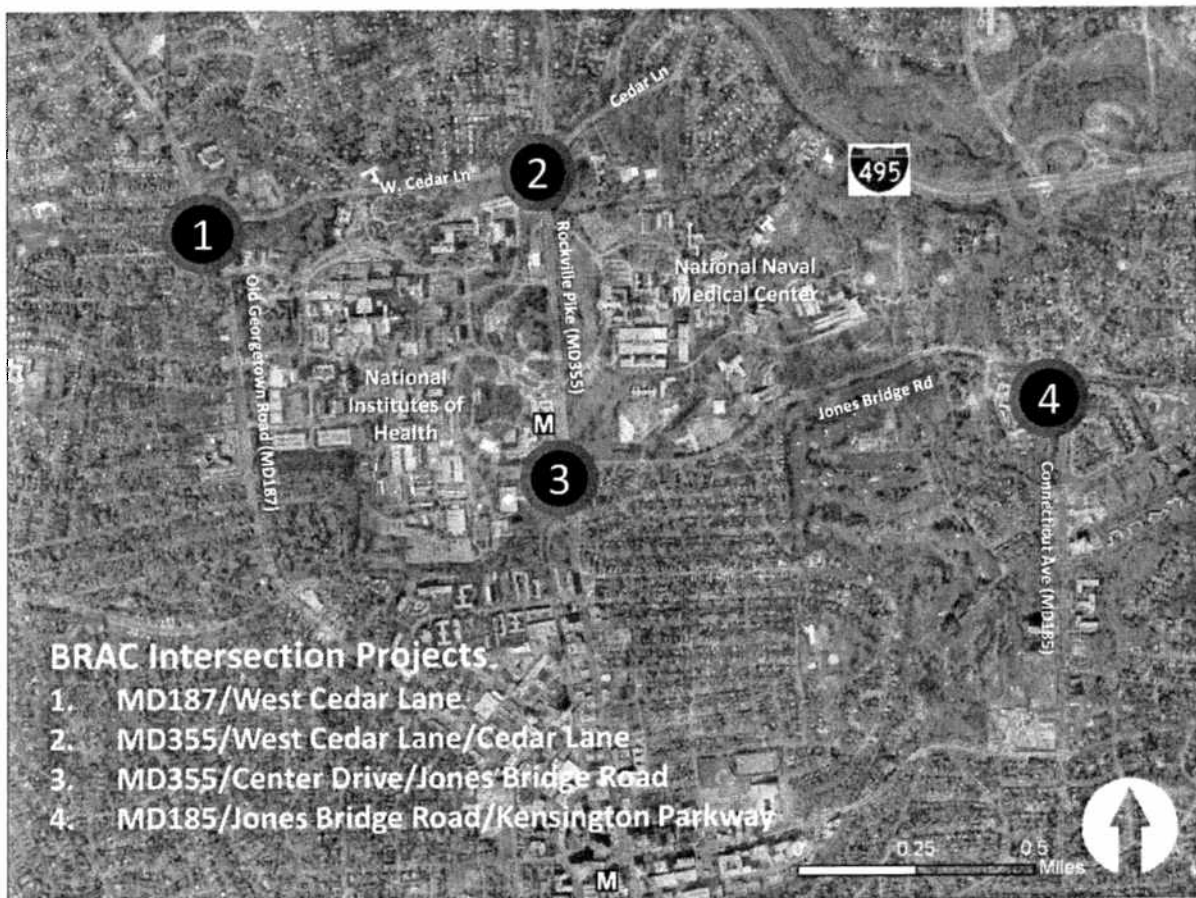 Cedar Ln
2
W. Cedar Ln
495
1
Rockville Pike (MD355)
National Naval
Medical Center
Old Georgetown Road (MD187)
National
Institutes of
Health
M
Jones Bridge Rd
4
3
Connecticut Ave (MD185)
BRAC Intersection Projects
1. MD187/West Cedar Lane
2. MD355/West Cedar Lane/Cedar Lane
3. MD355/Center Drive/Jones Bridge Road
4. MD185/Jones Bridge Road/Kensington Parkway
0 0.25 0.5
Miles
M